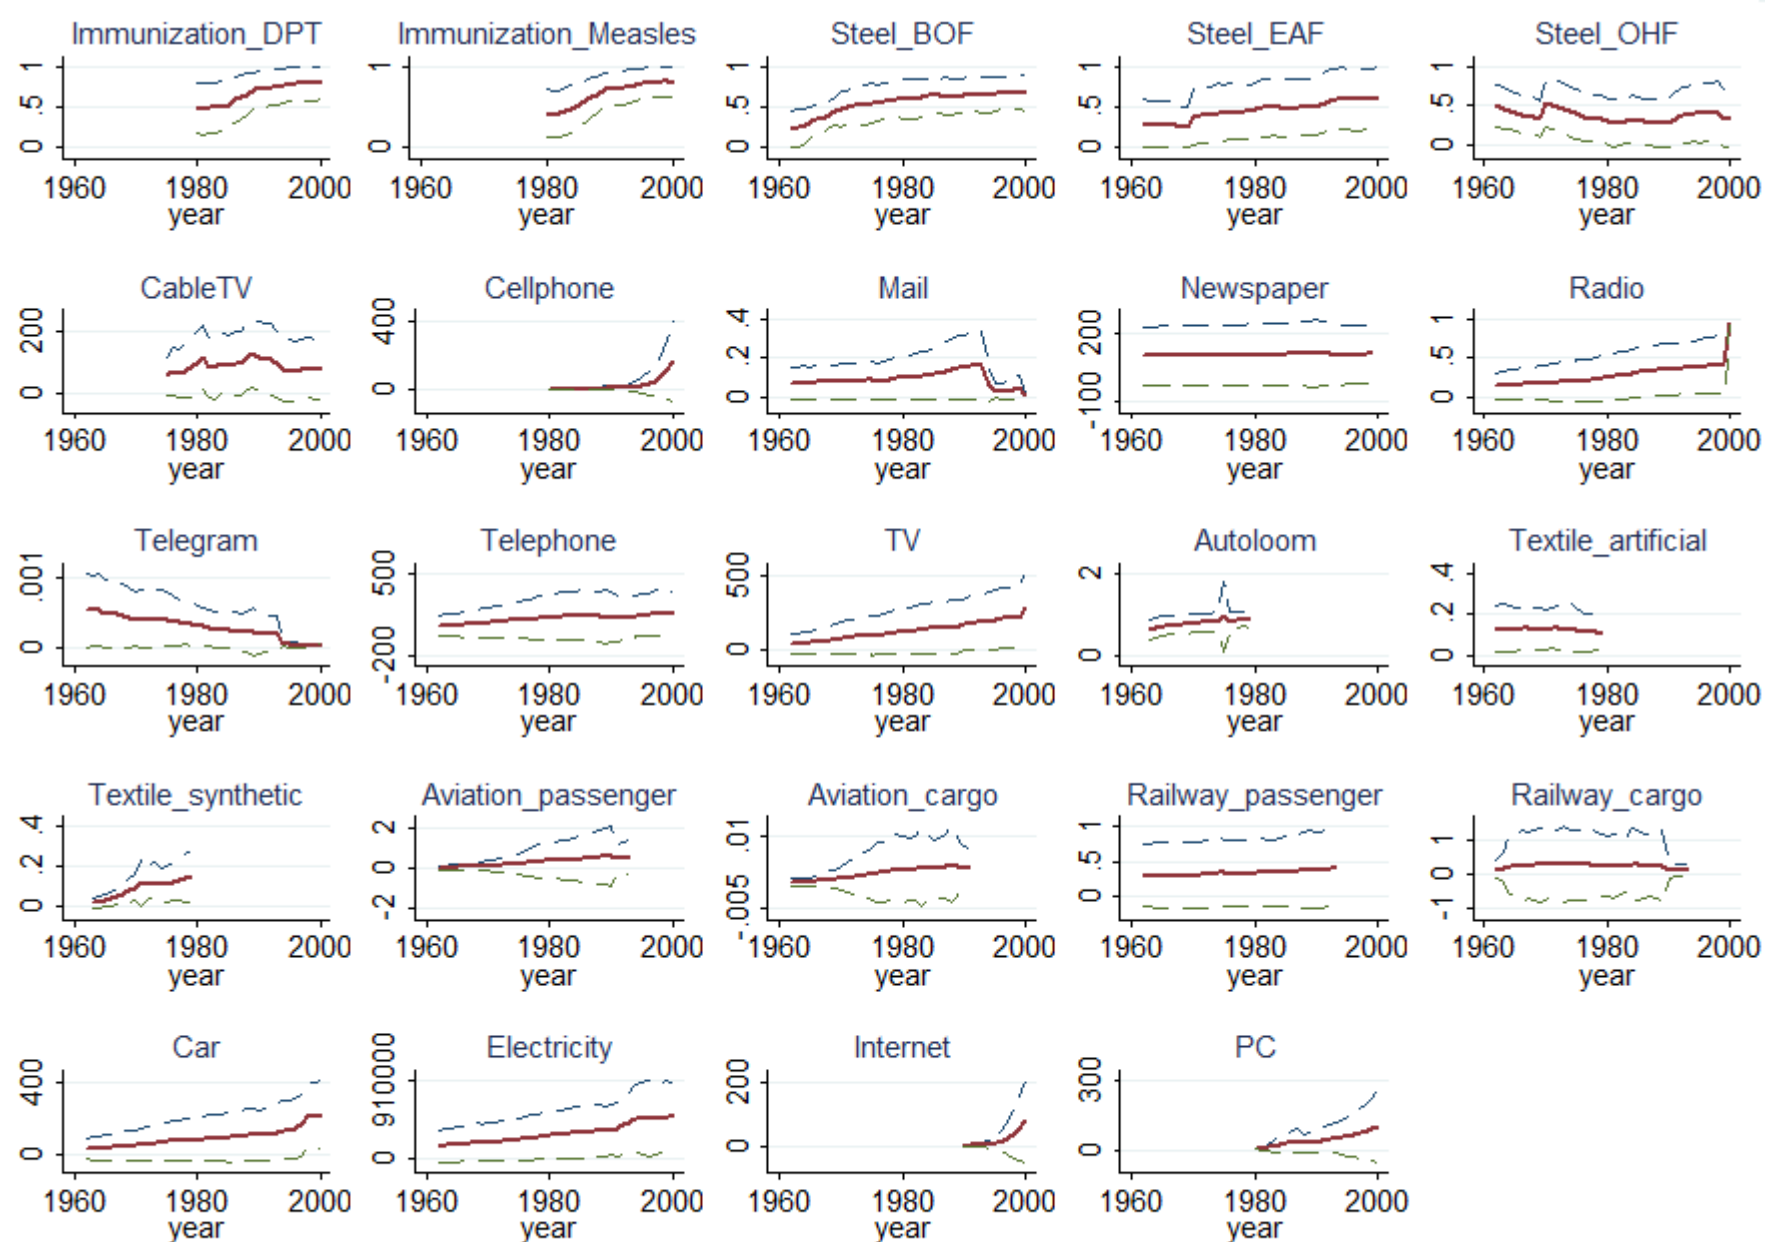 Immunization_DPT Immunization_Measles Steel_BOF Steel_EAF Steel_OHF
1 1 1 1 1
.5 .5 .5 .5
0 0 0 0 0
1960 1980 2000 1960 1980 2000 1960 1980 2000 1960 1980 2000 1960 1980 2000
year year year year year
CableTV Cellphone Mail Newspaper Radio
200 400 .4 200 1
.2 .5
0 0 0 -100 0
1960 1980 2000 1960 1980 2000 1960 1980 2000 1960 1980 2000 1960 1980 2000
year year year year year
Telegram Telephone TV Autoloom Textile_artificial
.001 500 500 2 .4
.2
0 -200 0 0 0
1960 1980 2000 1960 1980 2000 1960 1980 2000 1960 1980 2000 1960 1980 2000
year year year year year
Textile_synthetic Aviation_passenger Aviation_cargo Railway_passenger Railway_cargo
.4 2 .01 1 1
.2 0 .5 0
0 -2 -.005 0 -1
1960 1980 2000 1960 1980 2000 1960 1980 2000 1960 1980 2000 1960 1980 2000
year year year year year
Car Electricity Internet PC
400 910000 200 300
0 0 0 0
1960 1980 2000 1960 1980 2000 1960 1980 2000 1960 1980 2000
year year year year